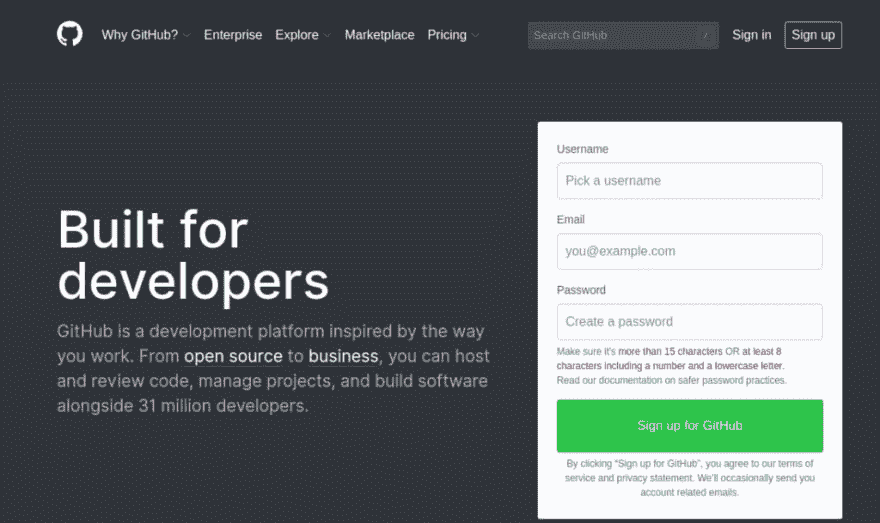 Why GitHub? Enterprise Explore Marketplace Pricing Search GitHub / Sign in Sign up
Built for
developers
GitHub is a development platform inspired by the way
you work. From open source to business, you can host
and review code, manage projects, and build software
alongside 31 million developers.
Username
Pick a username
Email
you@example.com
Password
Create a password
Make sure it's more than 15 characters OR at least 8
characters including a number and a lowercase letter.
Read our documentation on safer password practices.
Sign up for GitHub
By clicking “Sign up for GitHub”, you agree to our terms of
service and privacy statement. We'll occasionally send you
account related emails.